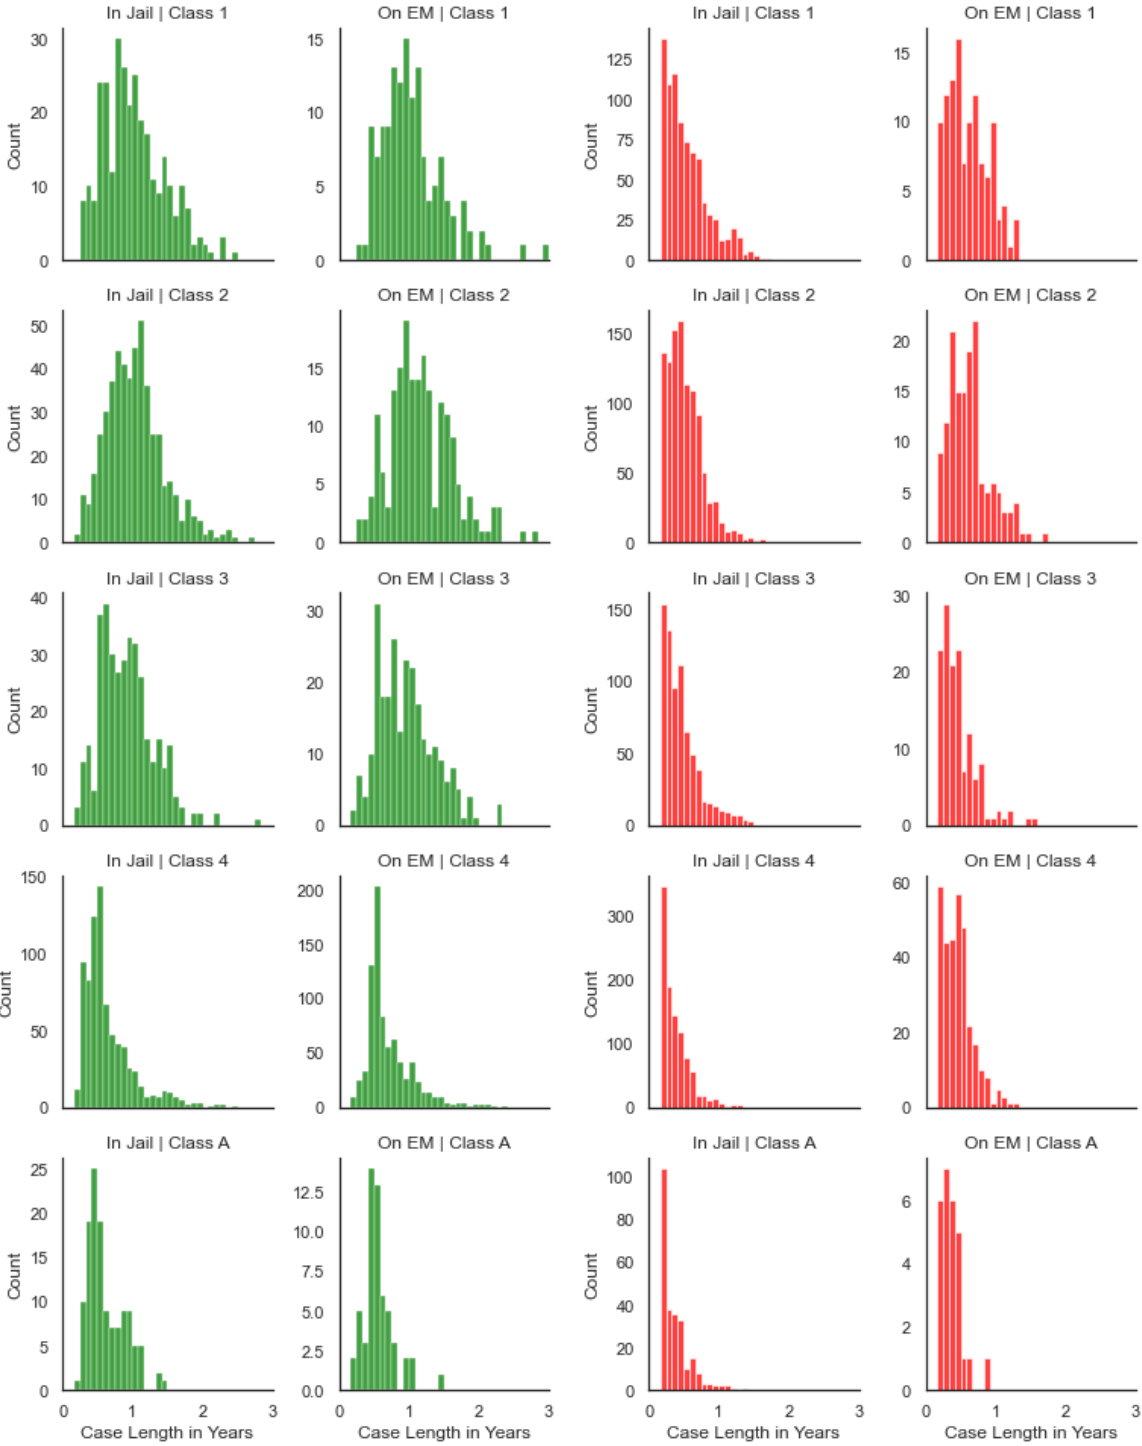 In Jail | Class 1
On EM | Class 1
In Jail | Class 1
On EM | Class 1
30
20
10
0
Count
15
10
5
0
125
100
75
50
25
0
Count
15
10
5
0
In Jail | Class 2
On EM | Class 2
In Jail | Class 2
On EM | Class 2
50
40
30
20
10
0
Count
15
10
5
0
150
100
50
0
Count
20
15
10
5
0
In Jail | Class 3
On EM | Class 3
In Jail | Class 3
On EM | Class 3
40
30
20
10
0
Count
30
20
10
0
150
100
50
0
Count
30
20
10
0
In Jail | Class 4
On EM | Class 4
In Jail | Class 4
On EM | Class 4
150
100
50
0
Count
200
150
100
50
0
300
200
100
0
Count
60
40
20
0
In Jail | Class A
On EM | Class A
In Jail | Class A
On EM | Class A
25
20
15
10
5
0
Count
12.5
10.0
7.5
5.0
2.5
0.0
100
80
60
40
20
0
Count
6
4
2
0
0 1 2 3
0 1 2 3
0 1 2 3
0 1 2 3
Case Length in Years
Case Length in Years
Case Length in Years
Case Length in Years